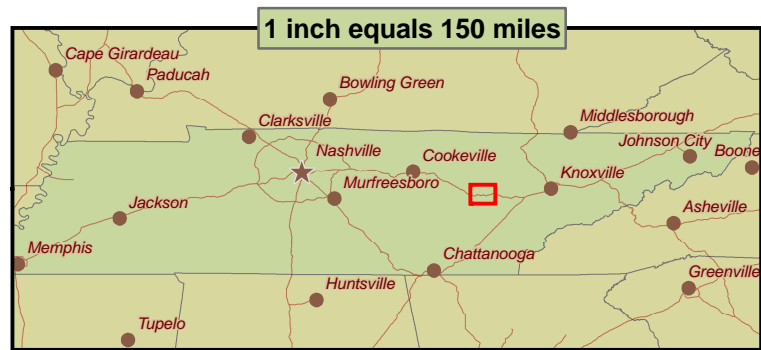 1 inch equals 150 miles
Cape Girardeau
Paducah
Bowling Green
Clarksville
Middlesborough
Johnson City
Boone
Nashville
Cookeville
Knoxville
Murfreesboro
Jackson
Asheville
Memphis
Chattanooga
Huntsville
Greenville
Tupelo